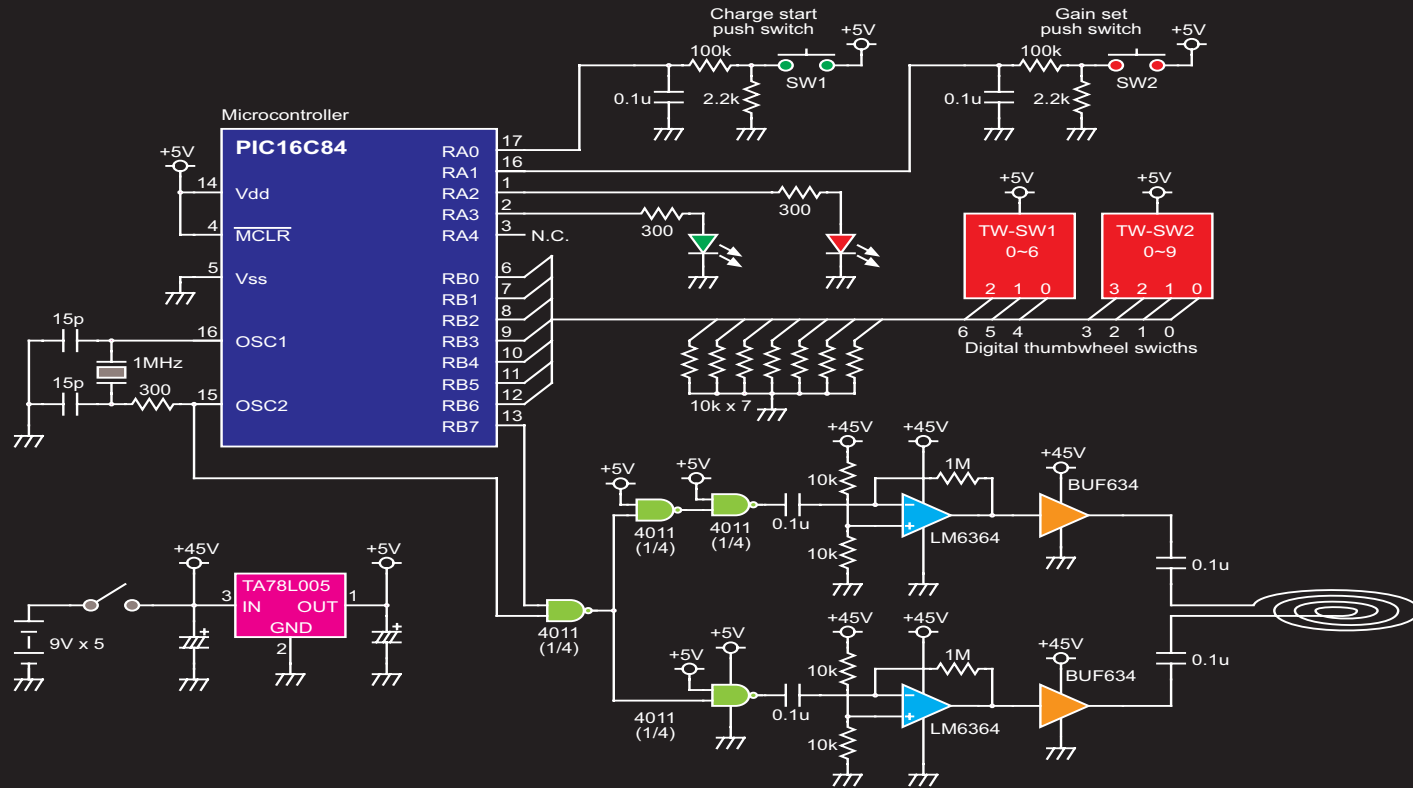 Charge start
push switch
+5V
100k
SW1
0.1u
2.2k
Gain set
push switch
+5V
100k
SW2
0.1u
2.2k
Microcontroller
PIC16C84
+5V
14
Vdd
4
MCLR
5
Vss
15p
16
OSC1
1MHz
15p
300
15
OSC2
RA0
17
RA1
16
RA2
1
RA3
2
RA4
3
N.C.
RB0
6
RB1
7
RB2
8
RB3
9
RB4
10
RB5
11
RB6
12
RB7
13
300
300
+5V
TW-SW1
0~6
2 1 0
+5V
TW-SW2
0~9
3 2 1 0
6 5 4 3 2 1 0
Digital thumbwheel swicths
10k x 7
+45V
+5V
TA78L005
3
IN OUT
1
GND
2
9V x 5
4011
(1/4)
+5V
4011
(1/4)
+5V
4011
(1/4)
0.1u
+45V
10k
10k
+45V
1M
LM6364
+45V
BUF634
0.1u
+5V
+5V
4011
(1/4)
0.1u
+45V
10k
10k
+45V
1M
LM6364
+45V
BUF634
0.1u